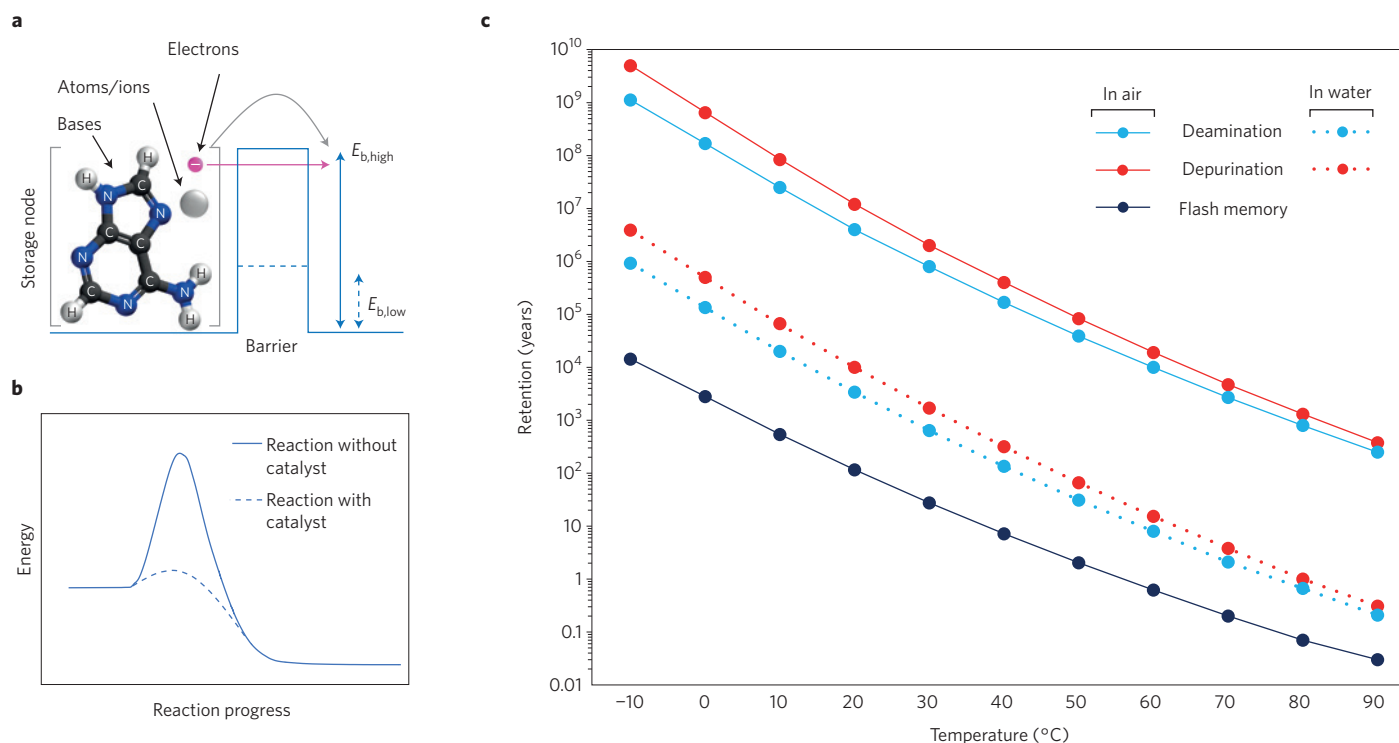 a
Electrons
Atoms/ions
Bases
Storage node
H
H
C
N
N
C
C
N
C
C
N
N
H
H
H
−
E_b,high
E_b,low
Barrier
b
Reaction without
catalyst
Reaction with
catalyst
Energy
Reaction progress
c
In air
In water
Deamination
Depurination
Flash memory
Retention (years)
10^10
10^9
10^8
10^7
10^6
10^5
10^4
10^3
10^2
10
1
0.1
0.01
−10 0 10 20 30 40 50 60 70 80 90
Temperature (°C)